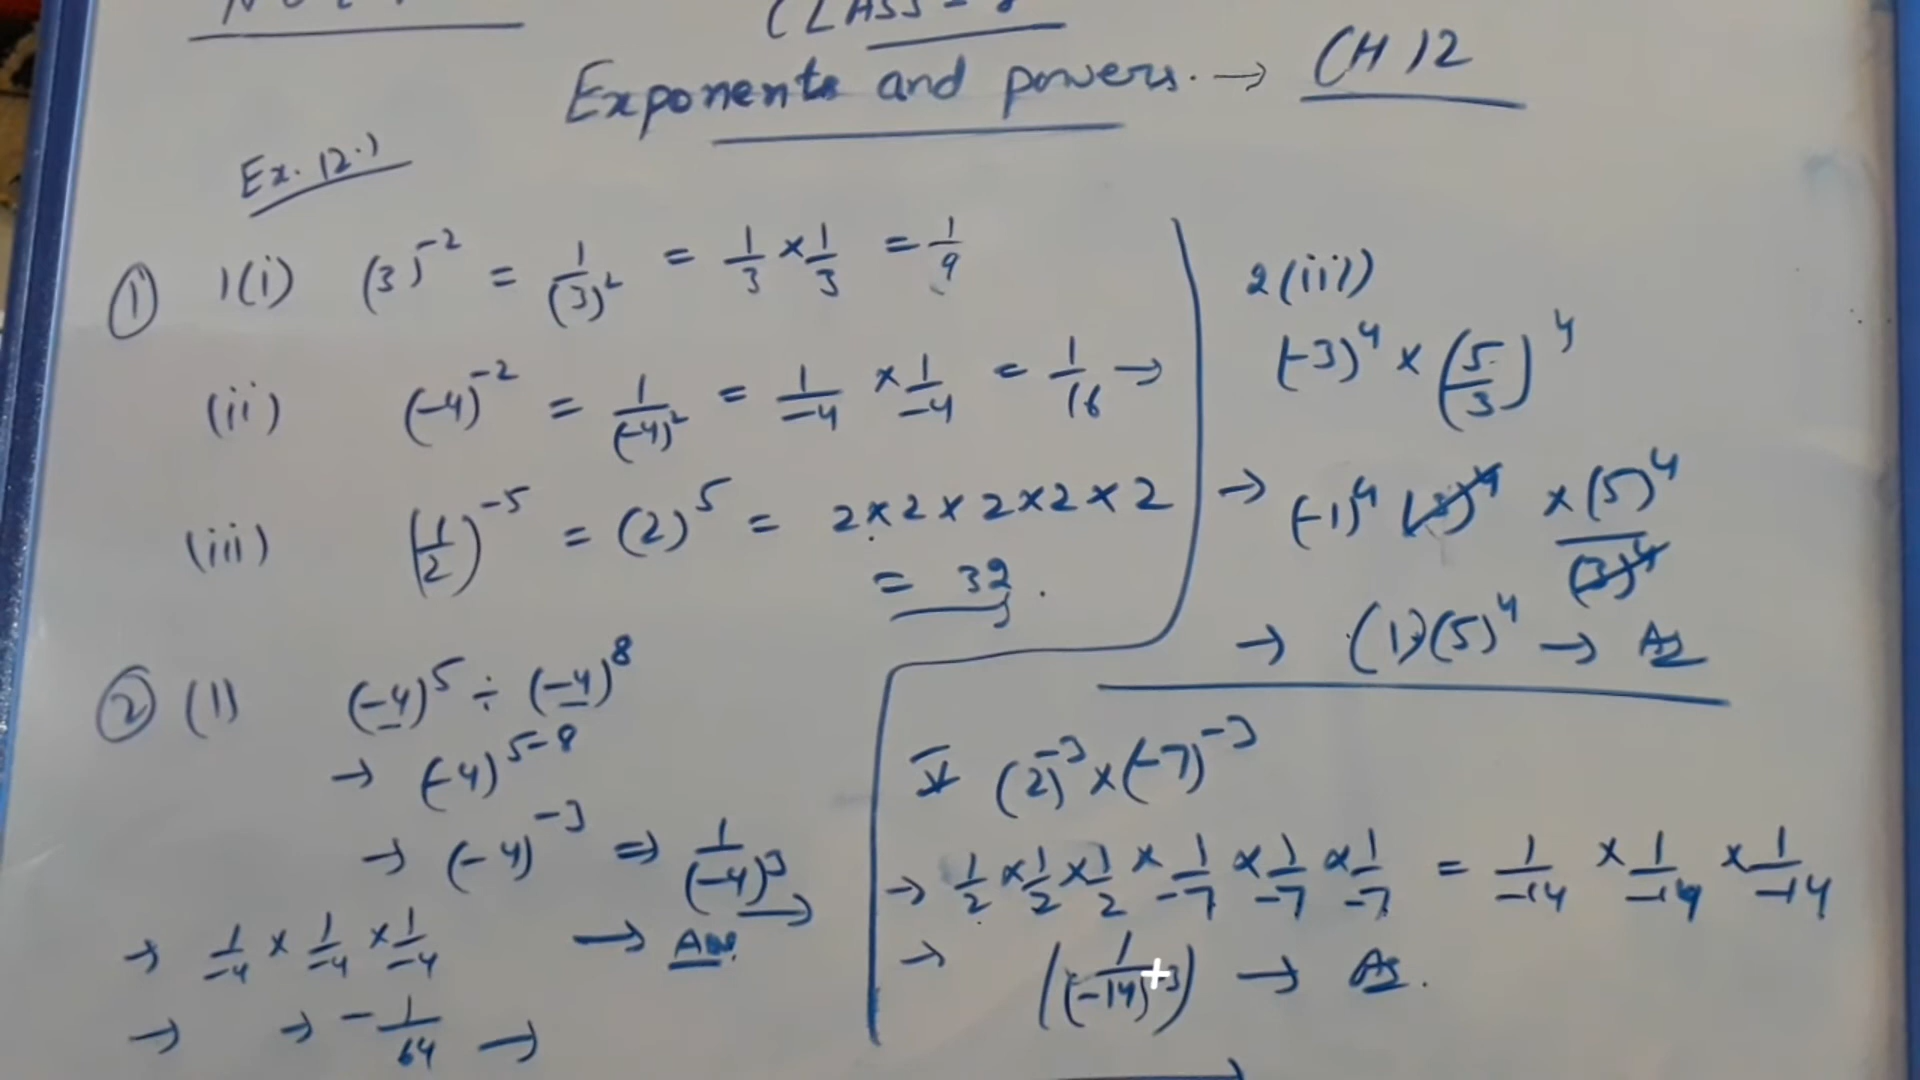 CLASS - 8
Exponents and powers. → CH 12
Ex. 12.1
① 1(i) (3)^-2 = 1/(3)^2 = 1/3 × 1/3 = 1/9
(ii) (-4)^-2 = 1/(-4)^2 = 1/-4 × 1/-4 = 1/16 →
(iii) (1/2)^-5 = (2)^5 = 2×2×2×2×2
= 32.
② (1) (-4)^5 ÷ (-4)^8
→ (-4)^5-8
→ (-4)^-3 ⇒ 1/(-4)^3
→ 1/-4 × 1/-4 × 1/-4 → Ans.
→ → -1/64 →
2(iii)
(-3)^4 × (5/3)^4
→ (-1)^4 (3)^4 × (5)^4/(3)^4
→ (1)(5)^4 → As
V (2)^-3 × (-7)^-3
→ 1/2 × 1/2 × 1/2 × 1/-7 × 1/-7 × 1/-7 = 1/-14 × 1/-14 × 1/-14
→ (1/(-14)^+3) → As.